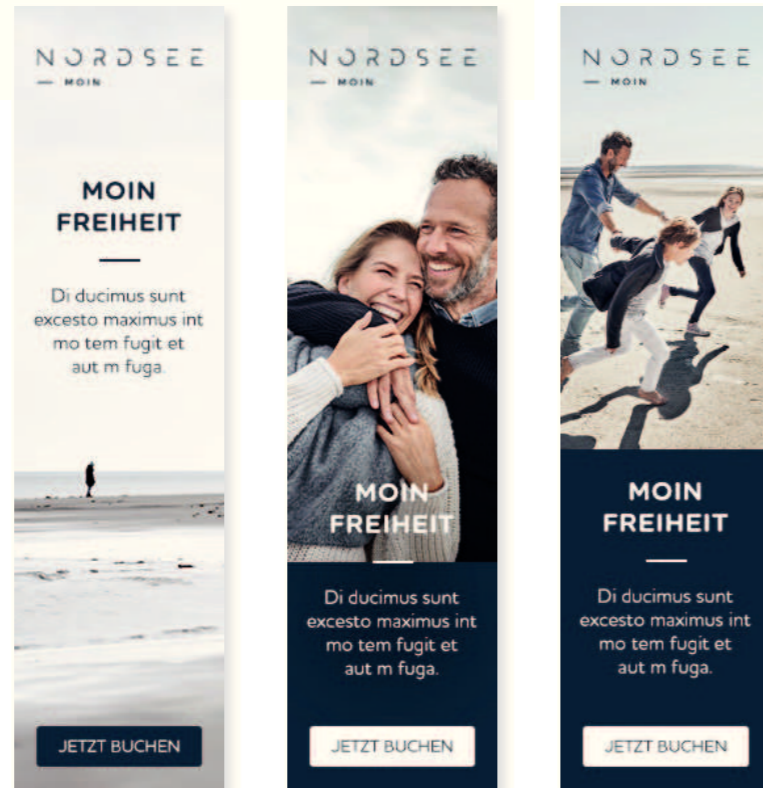 NORDSEE
— MOIN
MOIN
FREIHEIT
Di ducimus sunt
excesto maximus int
mo tem fugit et
aut m fuga.
JETZT BUCHEN
NORDSEE
— MOIN
MOIN
FREIHEIT
Di ducimus sunt
excesto maximus int
mo tem fugit et
aut m fuga.
JETZT BUCHEN
NORDSEE
— MOIN
MOIN
FREIHEIT
Di ducimus sunt
excesto maximus int
mo tem fugit et
aut m fuga.
JETZT BUCHEN